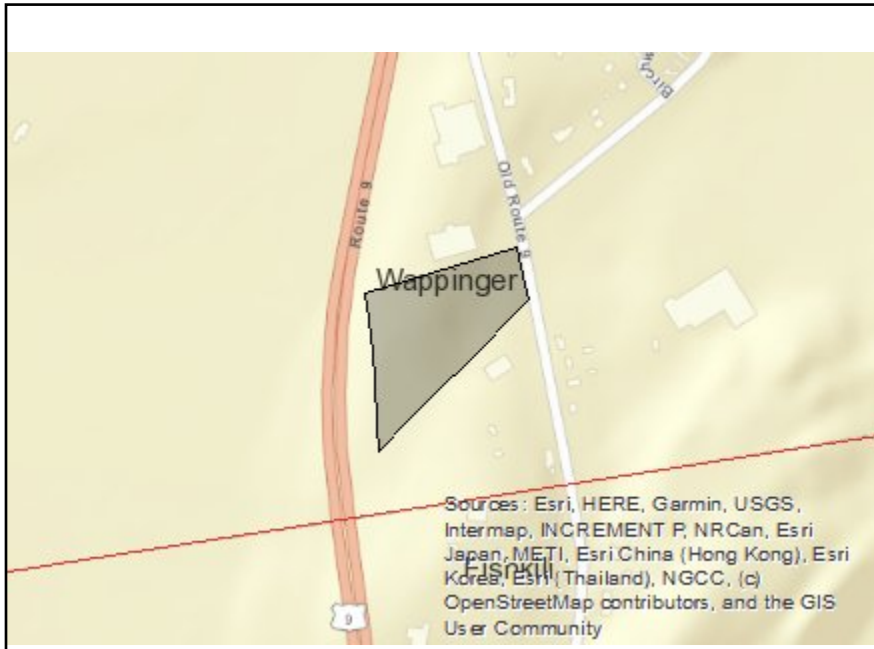 Birch
Route 9
Old Route 9
Wappinger
Sources: Esri, HERE, Garmin, USGS,
Intermap, INCREMENT P, NRCan, Esri
Japan, METI, Esri China (Hong Kong), Esri
Korea, Esri (Thailand), NGCC, (c)
Fishkill
OpenStreetMap contributors, and the GIS
User Community
9